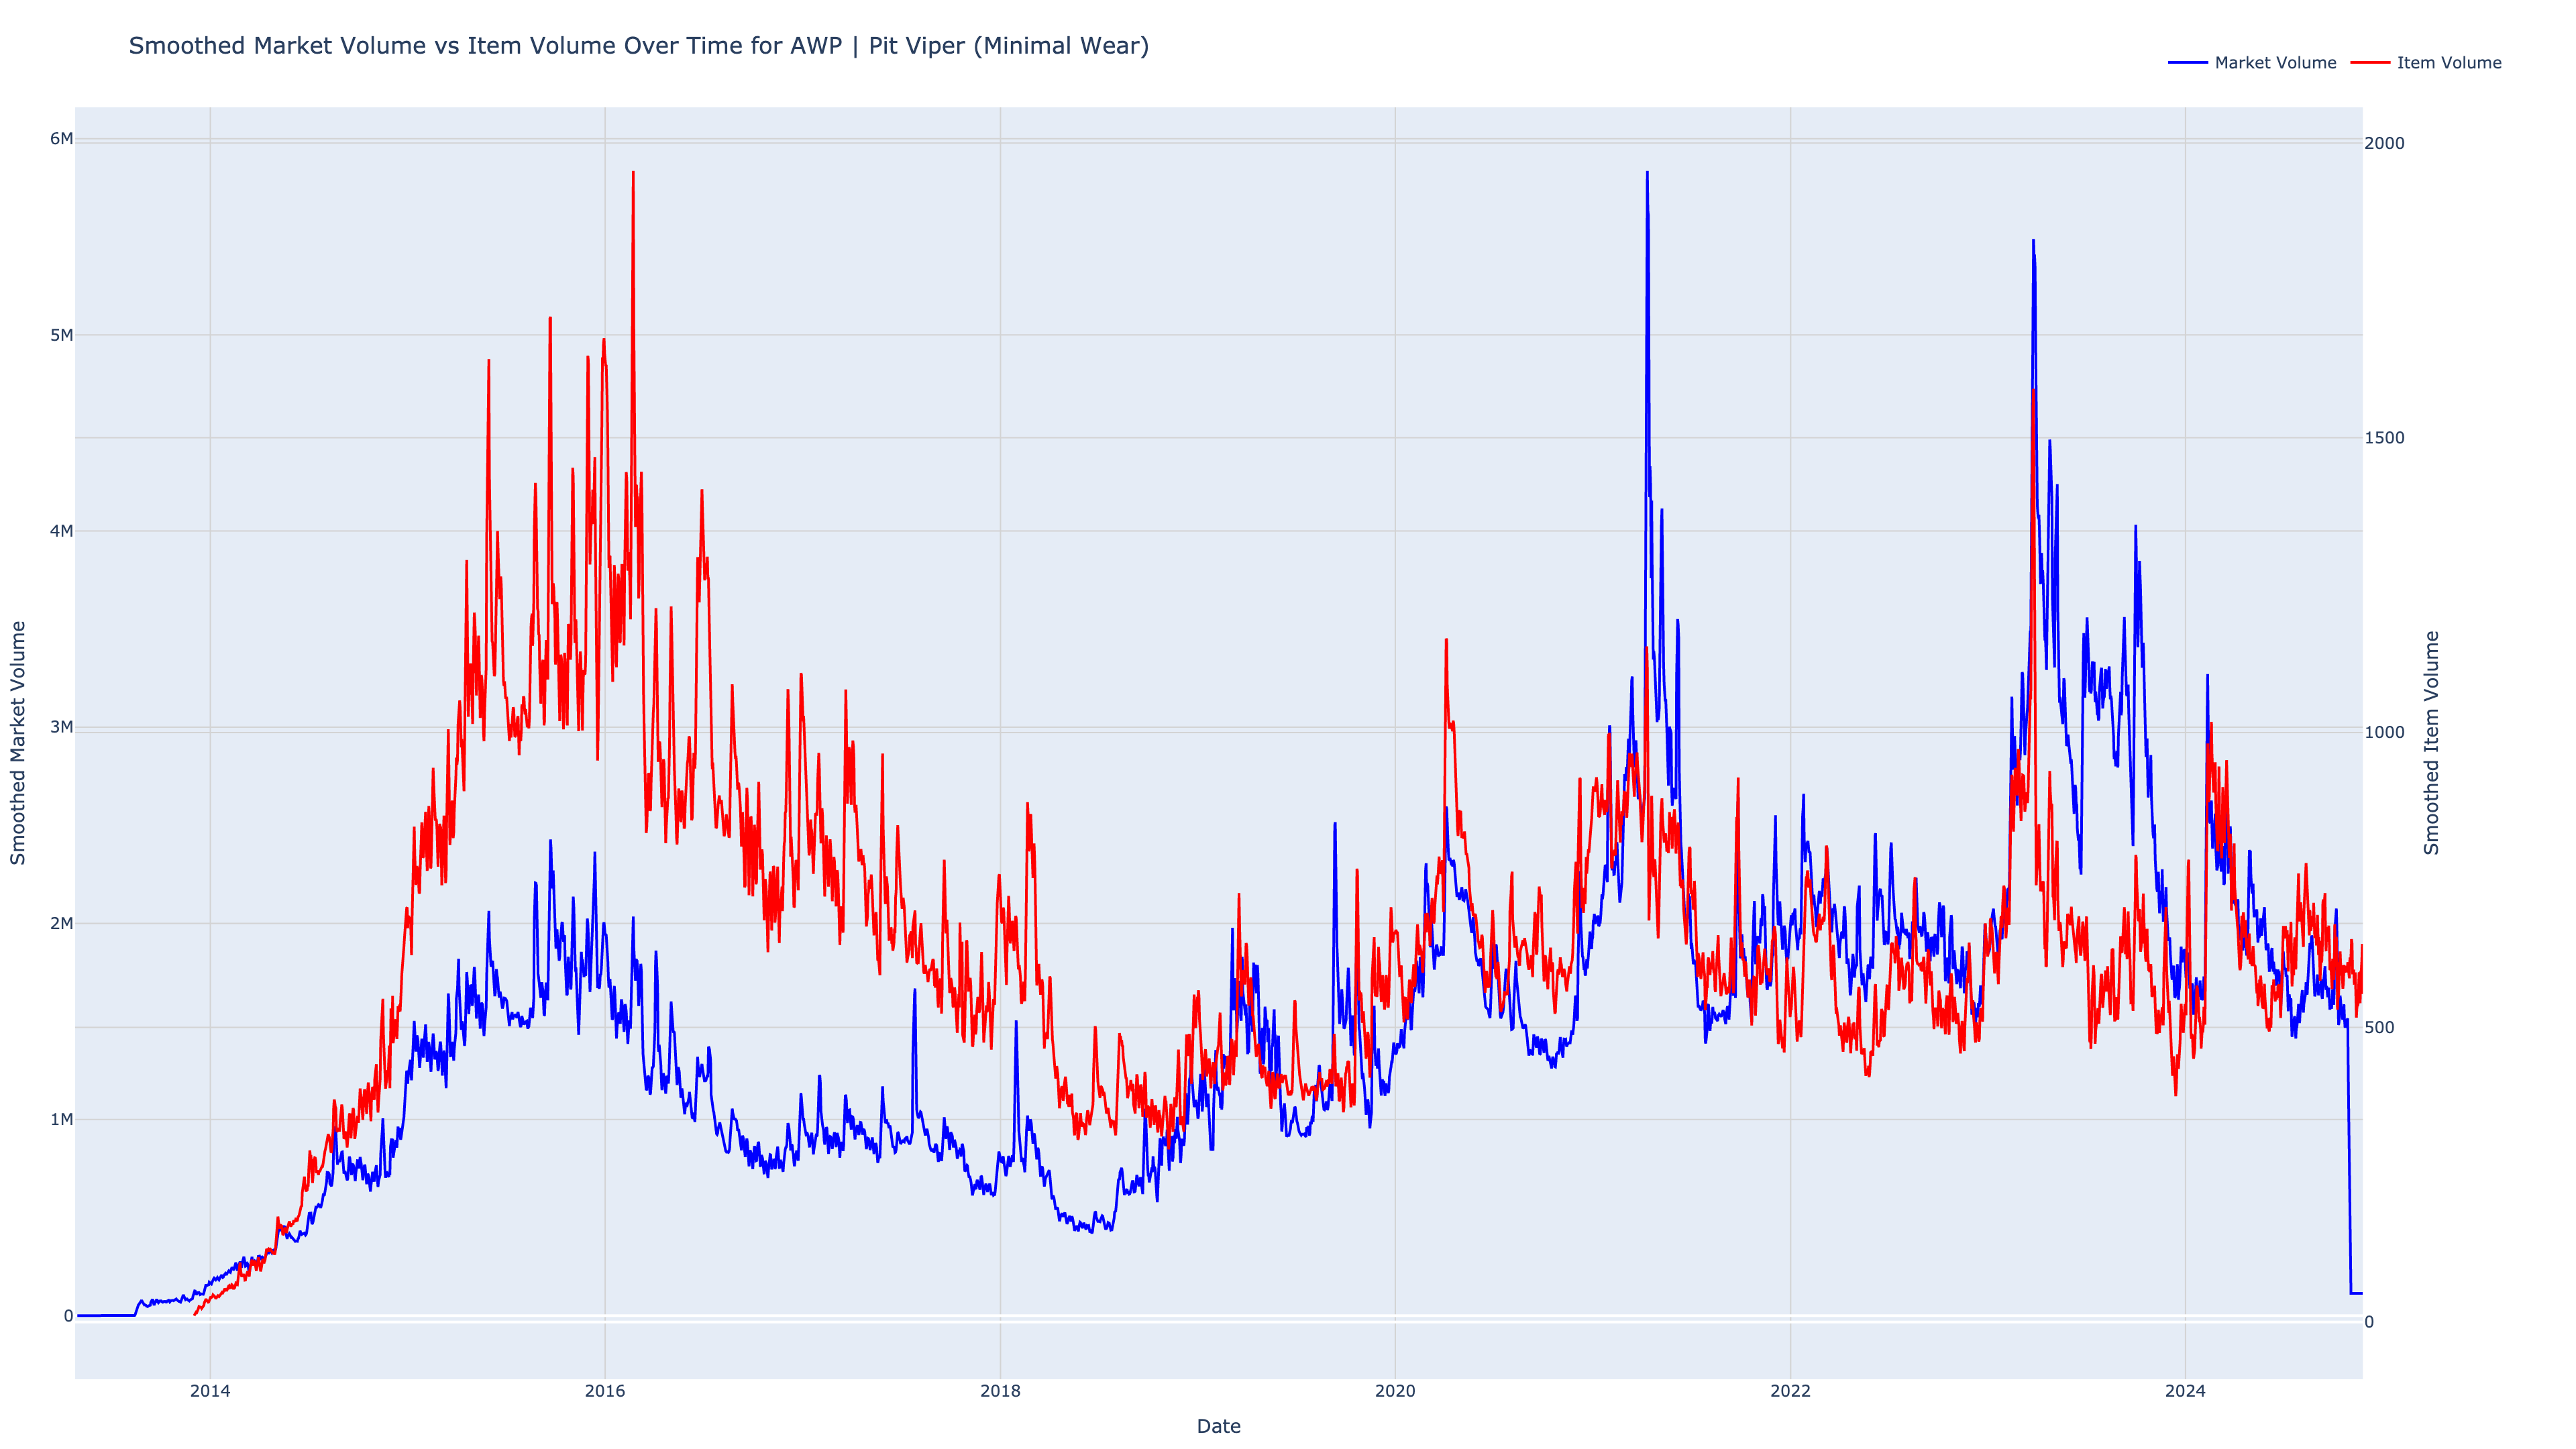 Smoothed Market Volume vs Item Volume Over Time for AWP | Pit Viper (Minimal Wear)
Market Volume
Item Volume
6M
5M
4M
3M
2M
1M
0
Smoothed Market Volume
2000
1500
1000
500
0
Smoothed Item Volume
2014
2016
2018
2020
2022
2024
Date